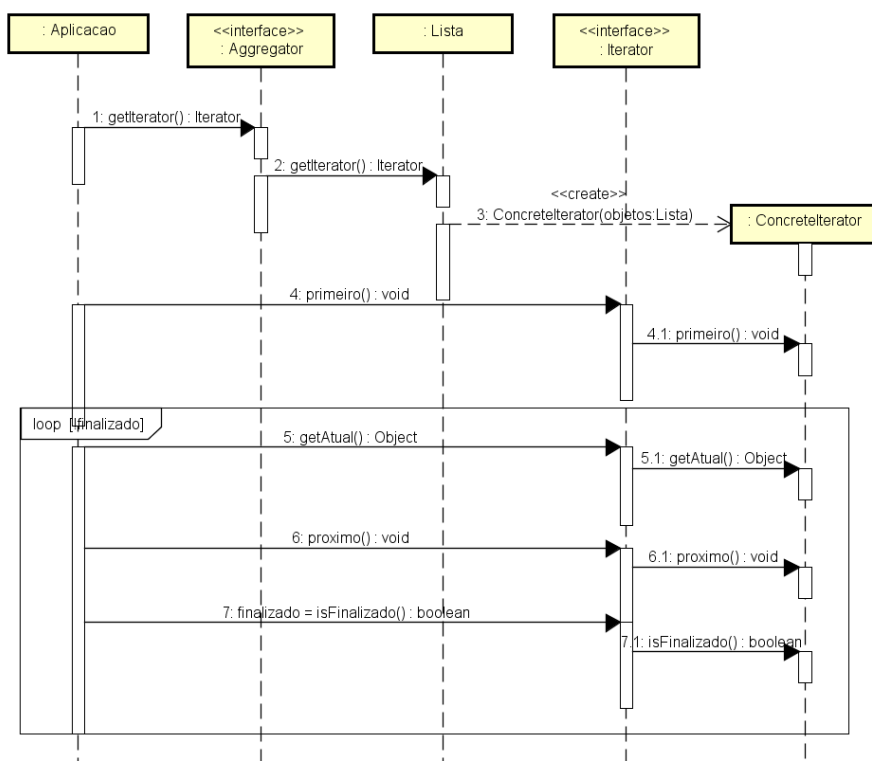 : Aplicacao
<<interface>>
: Aggregator
: Lista
<<interface>>
: Iterator
1: getIterator() : Iterator
2: getIterator() : Iterator
<<create>>
3: ConcreteIterator(objetos:Lista)
: ConcreteIterator
4: primeiro() : void
4.1: primeiro() : void
loop [!finalizado]
5: getAtual() : Object
5.1: getAtual() : Object
6: proximo() : void
6.1: proximo() : void
7: finalizado = isFinalizado() : boolean
7.1: isFinalizado() : boolean